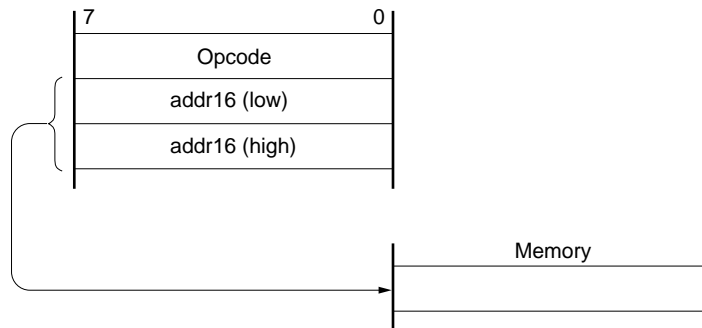 7 0
Opcode
addr16 (low)
addr16 (high)
Memory